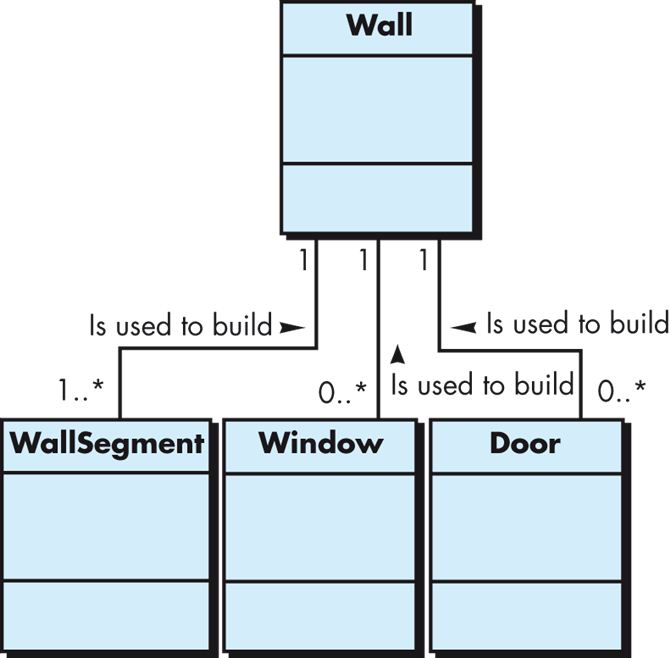 Wall
1 1 1
Is used to build
Is used to build
1..*
0..*
Is used to build
0..*
WallSegment
Window
Door